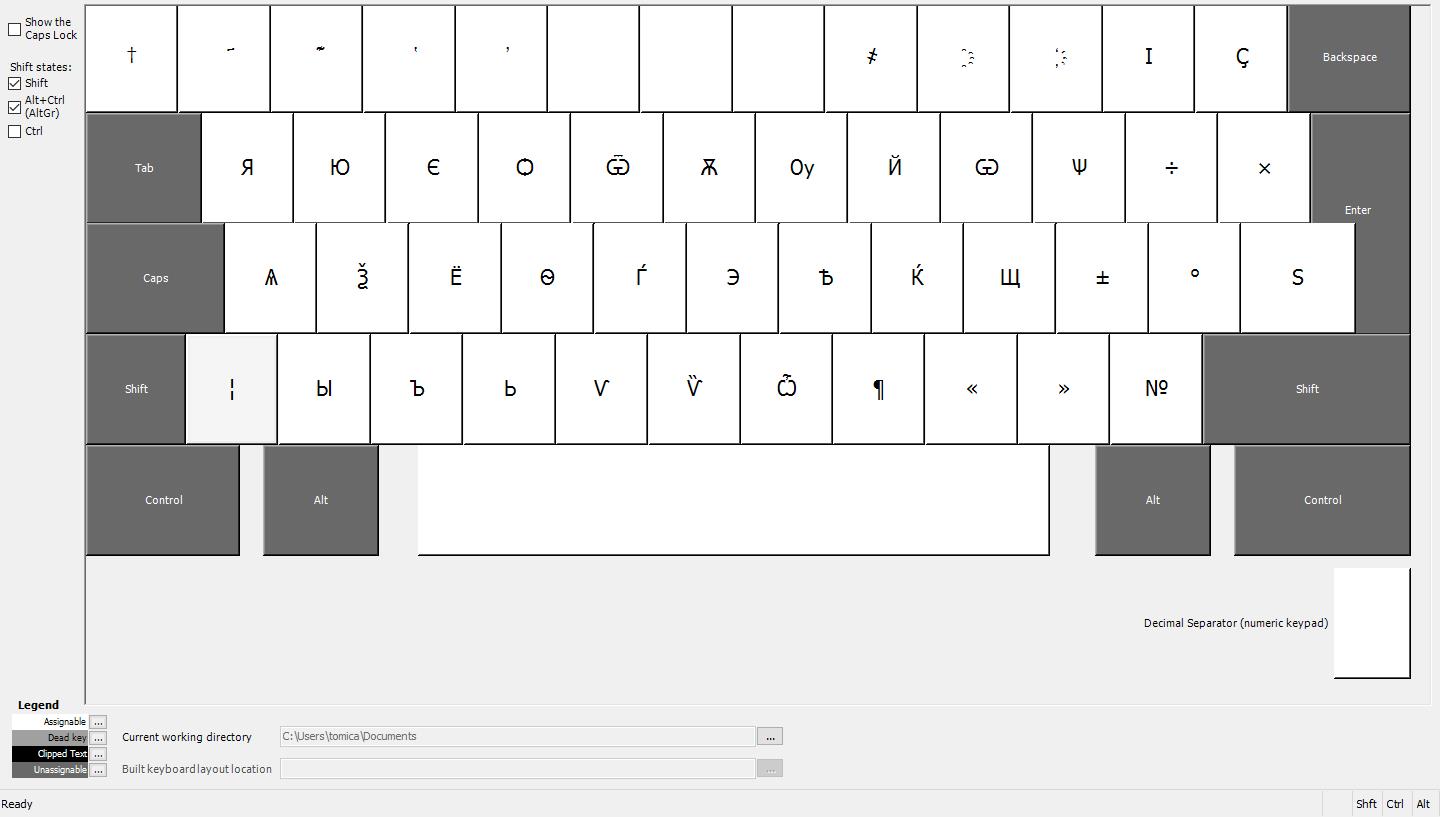 Show the
Caps Lock
Shift states:
Shift
Alt+Ctrl
(AltGr)
Ctrl
† ҂ І Ç Backspace
Tab Я Ю Є Ѻ Ѿ Ѫ Оу Й Ѡ Ψ ÷ ×
Enter
Caps Ѧ Ѯ Ё Ѳ Ѓ Э Ѣ Ќ Щ ± ° Ѕ
Shift ¦ Ы Ъ Ь Ѵ Ѷ Ѽ ¶ « » № Shift
Control Alt Alt Control
Decimal Separator (numeric keypad)
Legend
Assignable ...
Dead key ...
Clipped Text ...
Unassignable ...
Current working directory C:\Users\tomica\Documents ...
Built keyboard layout location ...
Ready Shft Ctrl Alt